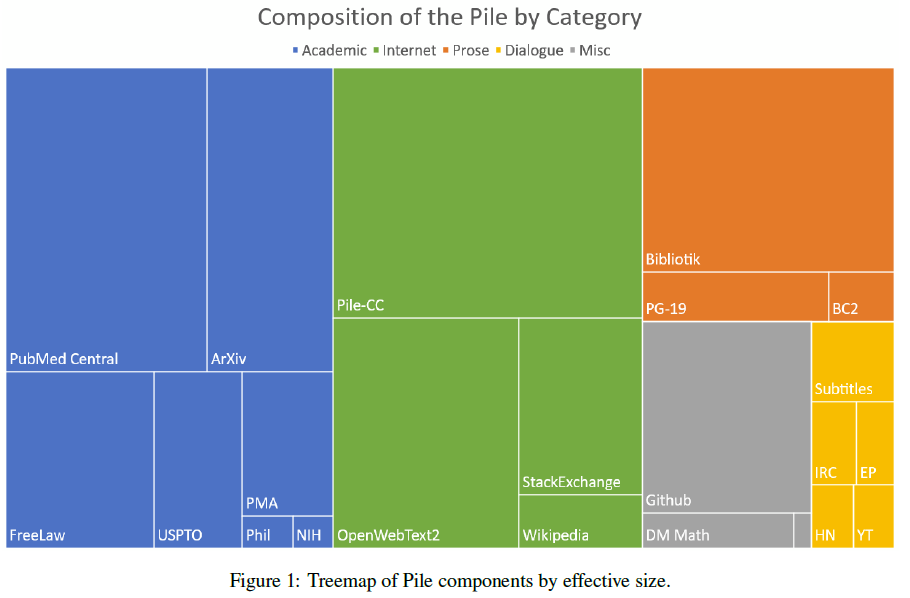 Composition of the Pile by Category
Academic Internet Prose Dialogue Misc
Bibliotik
Pile-CC
PG-19 BC2
PubMed Central ArXiv
Subtitles
IRC EP
StackExchange
Github
PMA
FreeLaw USPTO Phil NIH OpenWebText2 Wikipedia DM Math HN YT
Figure 1: Treemap of Pile components by effective size.